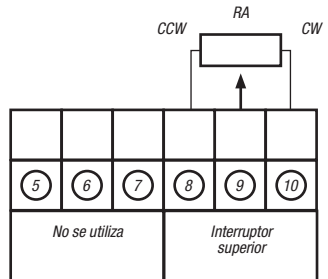 RA
CCW CW
5 6 7 8 9 10
No se utiliza Interruptor
superior